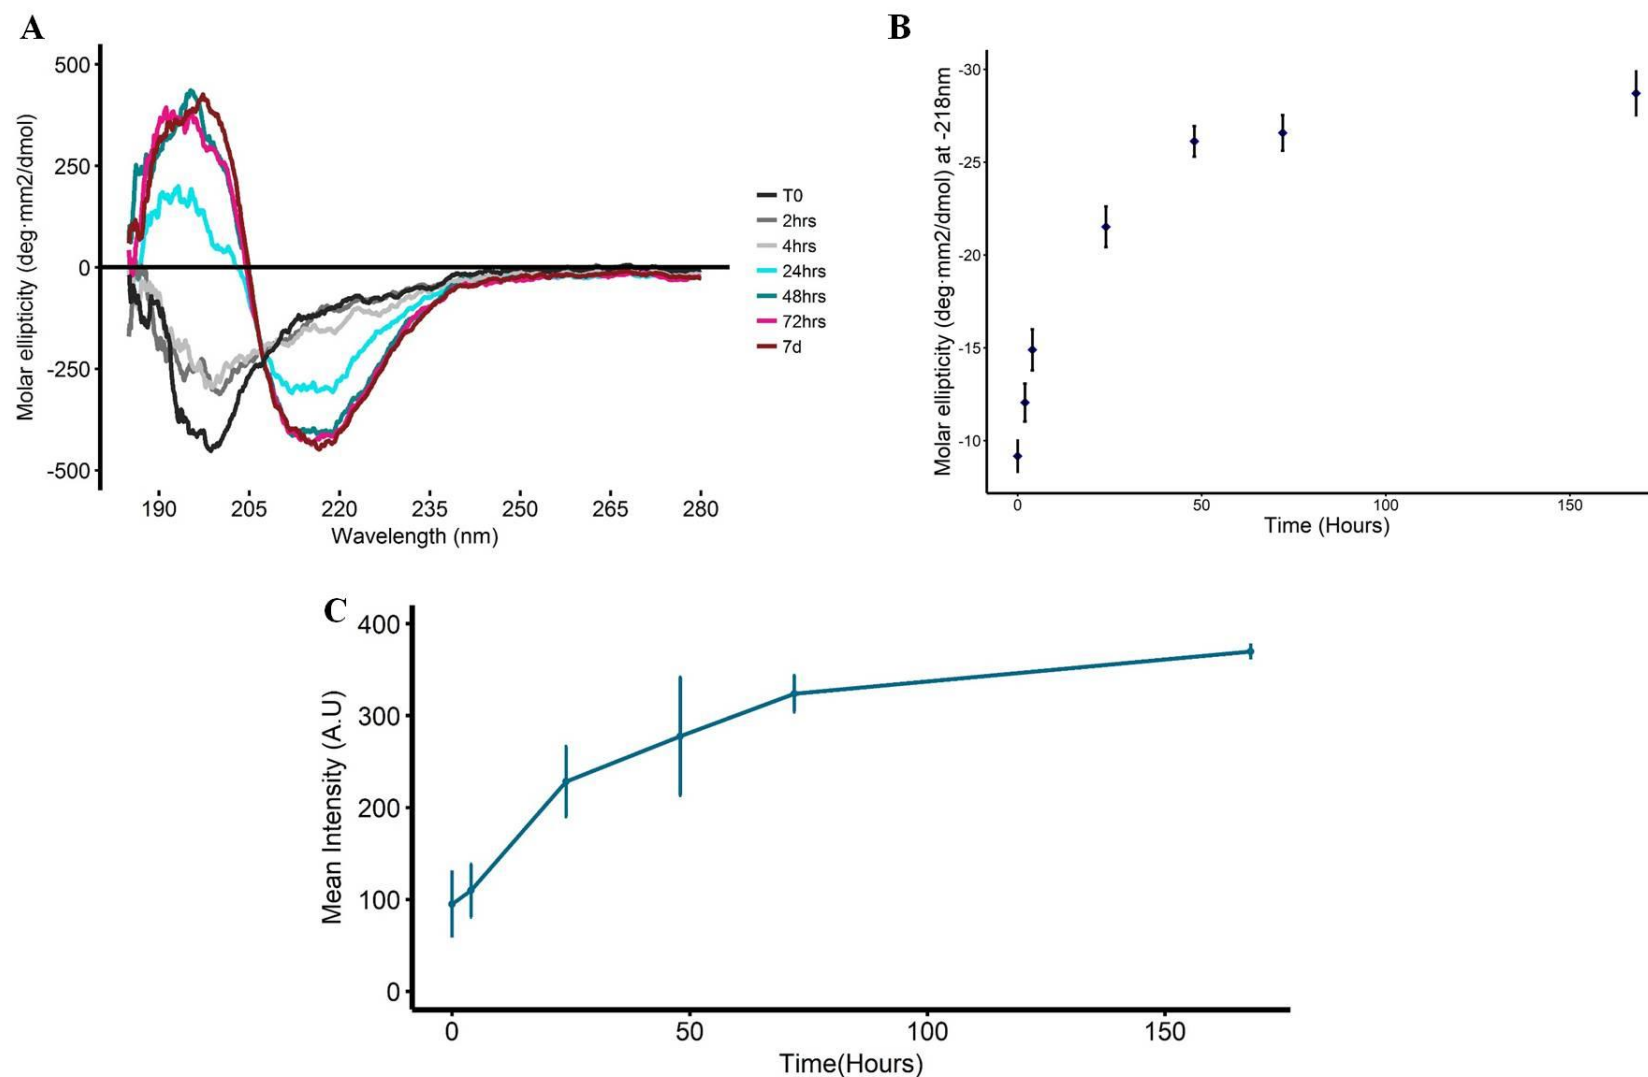 A
Molar ellipticity (deg·mm2/dmol)
500
250
0
-250
-500
190 205 220 235 250 265 280
Wavelength (nm)
T0
2hrs
4hrs
24hrs
48hrs
72hrs
7d
B
Molar ellipticity (deg·mm2/dmol) at -218nm
-30
-25
-20
-15
-10
0 50 100 150
Time (Hours)
C
Mean Intensity (A.U)
400
300
200
100
0
0 50 100 150
Time(Hours)